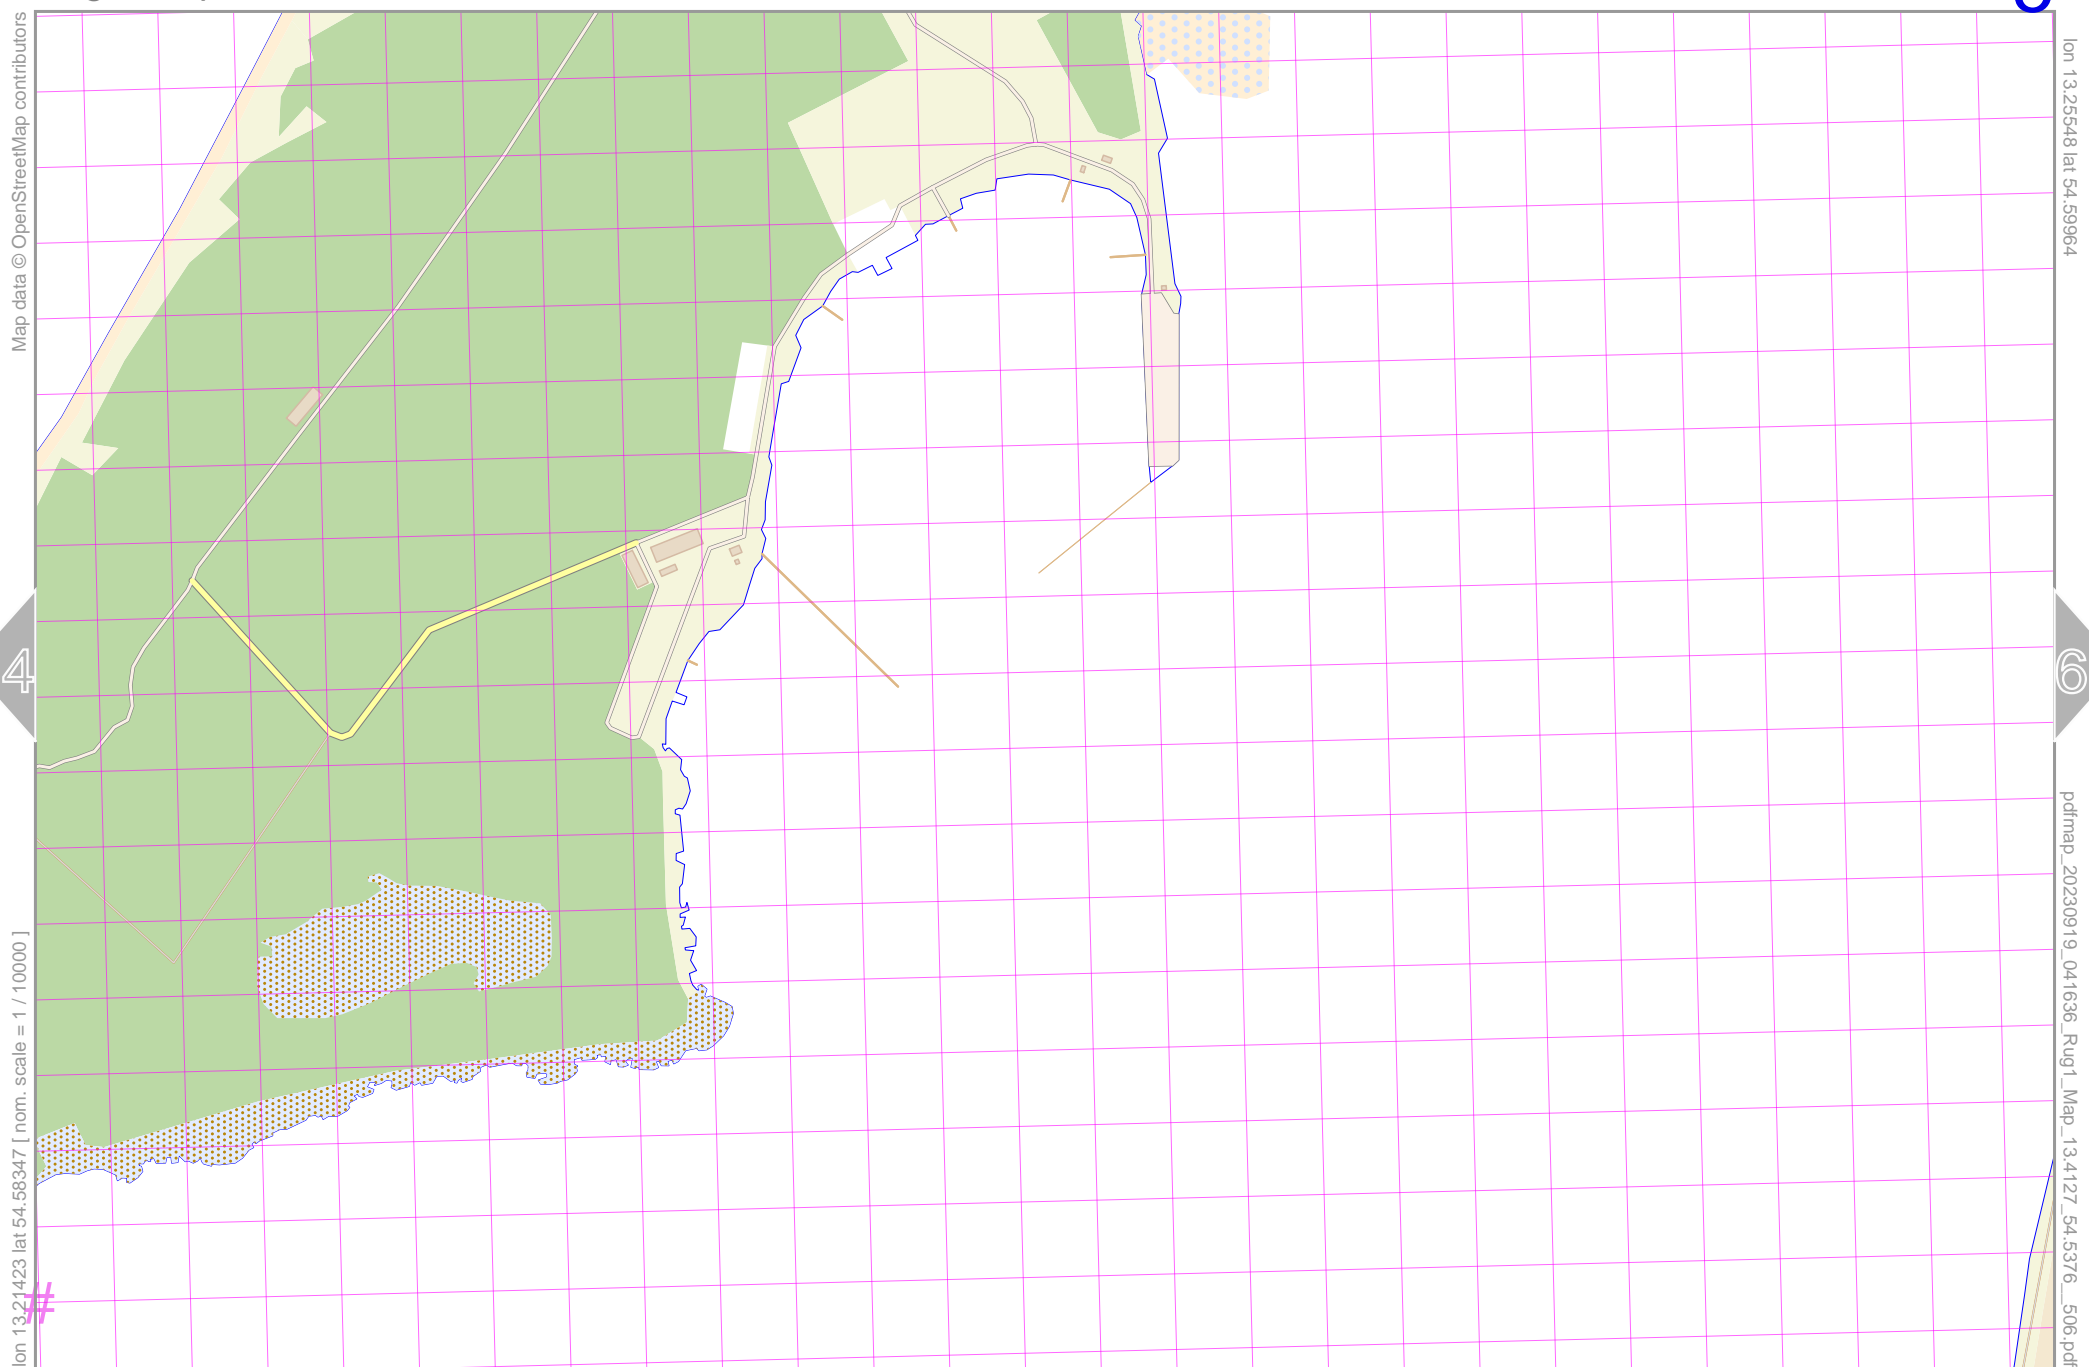 Map data © OpenStreetMap contributors
lon 13.21423 lat 54.58347 [ nom. scale = 1 / 10000 ]
4
#
lon 13.25548 lat 54.59964
6
pdfmap_20230919_041636_Rug1_Map_13.4127_54.5376__506.pdf